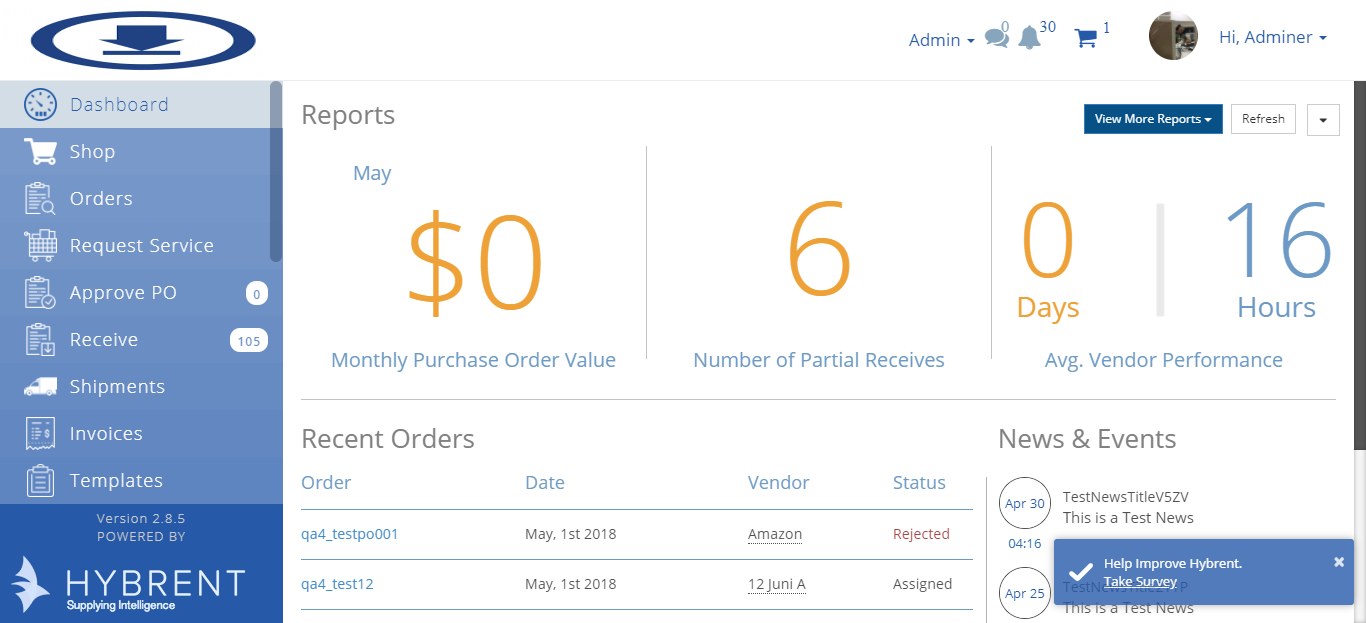 Admin
0
30
1
Hi, Adminer
Dashboard
Shop
Orders
Request Service
Approve PO 0
Receive 105
Shipments
Invoices
Templates
Version 2.8.5
POWERED BY
HYBRENT
Supplying Intelligence
Reports
View More Reports
Refresh
May
$0
Monthly Purchase Order Value
6
Number of Partial Receives
0 16
Days Hours
Avg. Vendor Performance
Recent Orders
Order Date Vendor Status
qa4_testpo001 May, 1st 2018 Amazon Rejected
qa4_test12 May, 1st 2018 12 Juni A Assigned
News & Events
Apr 30
04:16
TestNewsTitleV5ZV
This is a Test News
Apr 25
This is a Test News
Help Improve Hybrent.
Take Survey
×